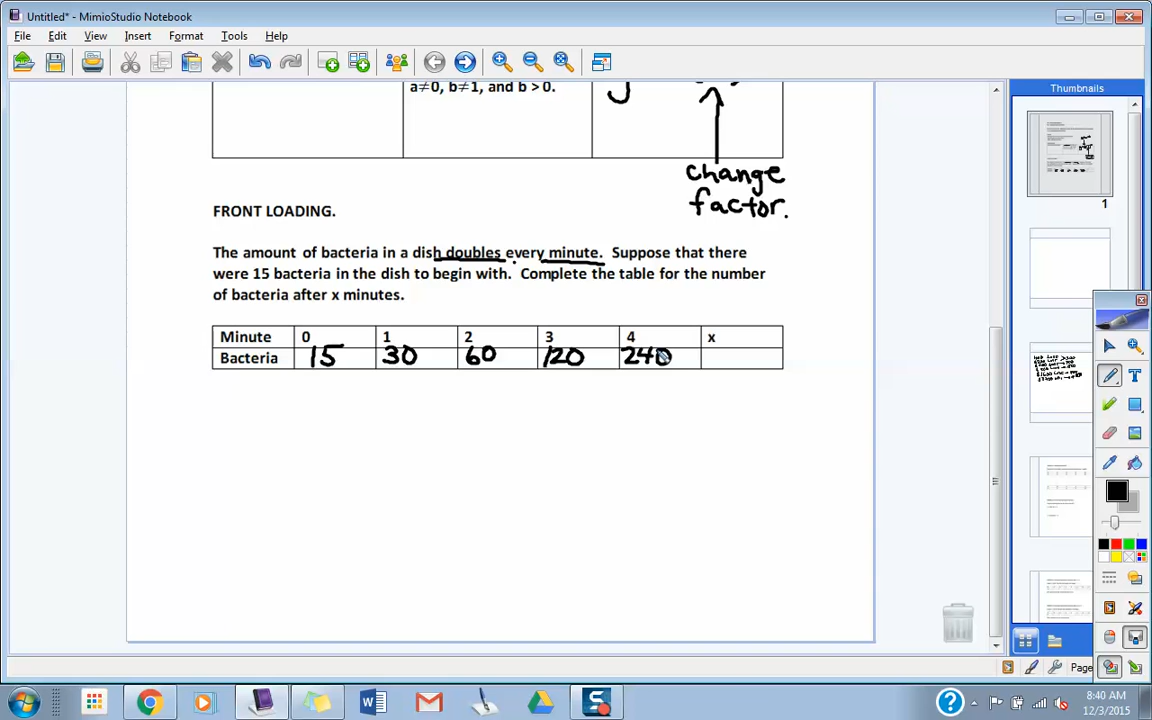 Untitled* - MimioStudio Notebook
File Edit View Insert Format Tools Help
Thumbnails
a≠0, b≠1, and b > 0.
y
change
factor.
1
FRONT LOADING.
The amount of bacteria in a dish doubles every minute. Suppose that there
were 15 bacteria in the dish to begin with. Complete the table for the number
of bacteria after x minutes.
Minute 0 1 2 3 4 x
Bacteria 15 30 60 120 240
Page
8:40 AM
12/3/2015